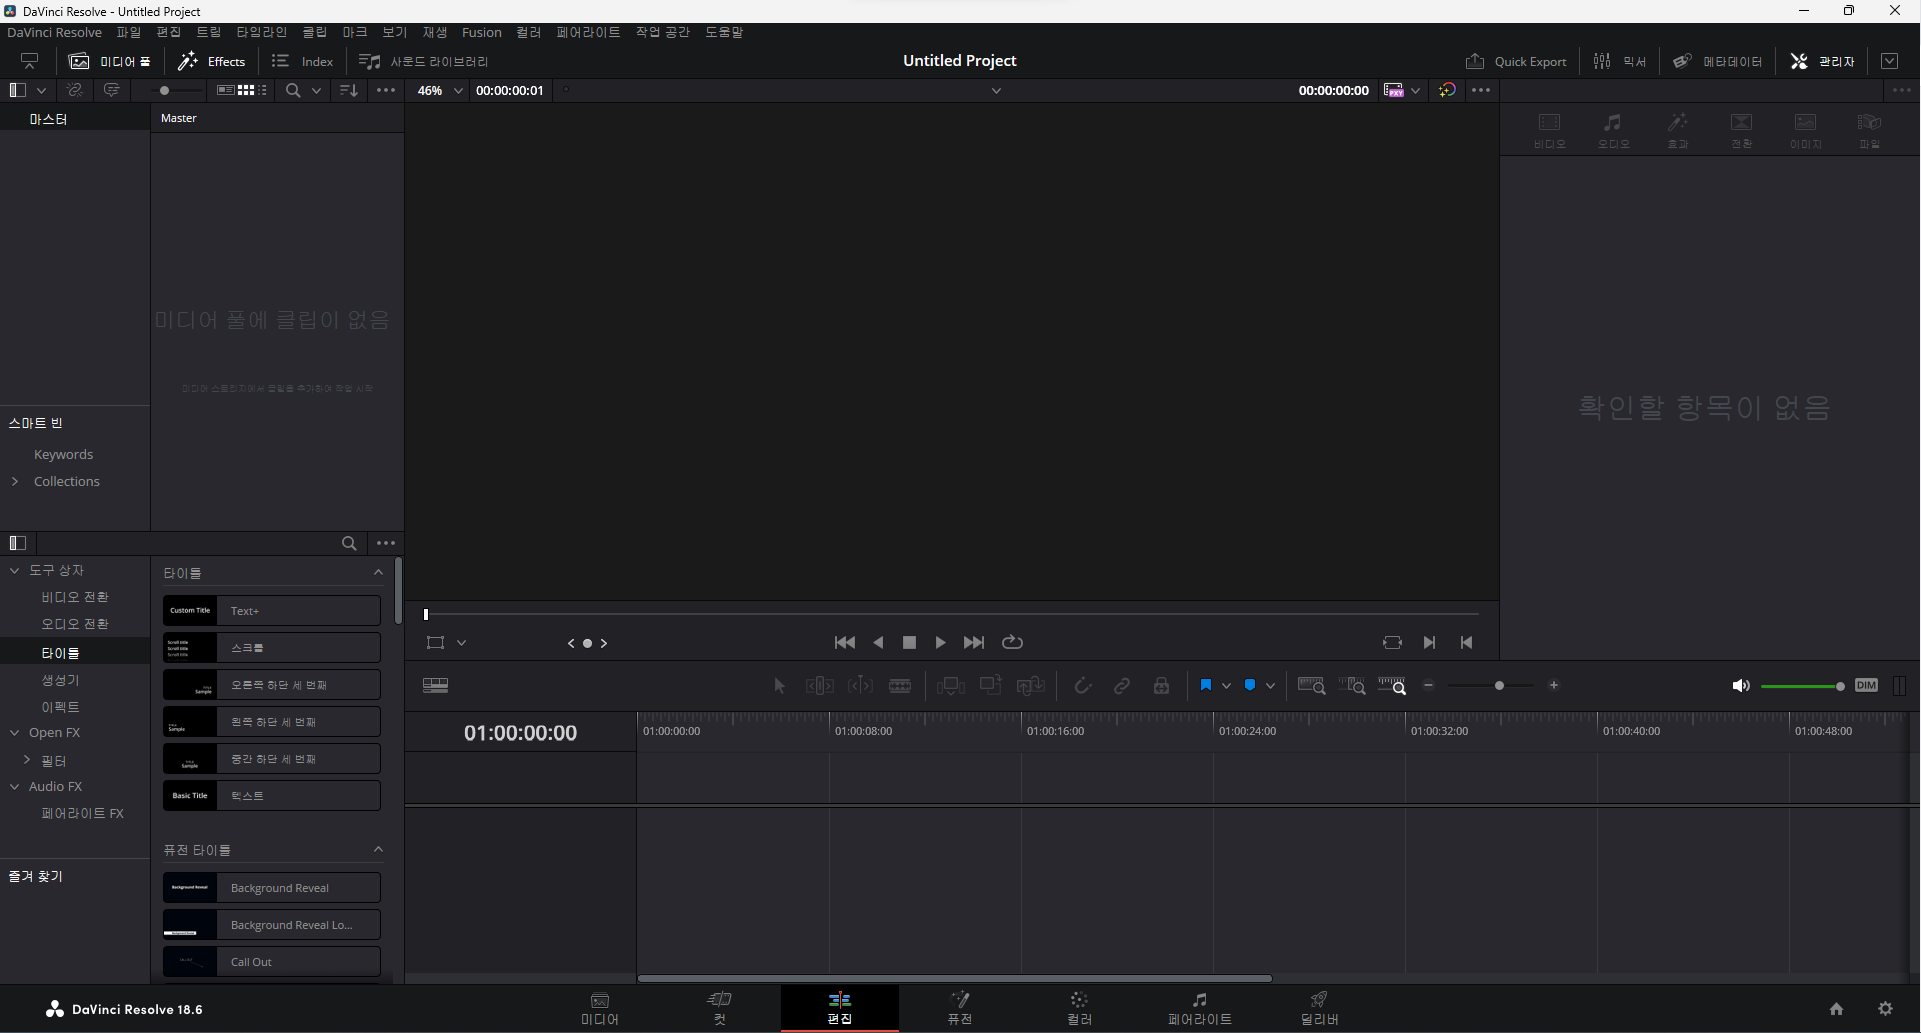 DaVinci Resolve - Untitled Project
DaVinci Resolve 파일 편집 트림 타임라인 클립 마크 보기 재생 Fusion 컬러 페어라이트 작업 공간 도움말
미디어 풀 Effects Index 사운드 라이브러리 Untitled Project Quick Export 믹서 메타데이터 관리자
46% 00:00:00:01 00:00:00:00
마스터 Master
비디오 오디오 효과 전환 이미지 파일
미디어 풀에 클립이 없음
미디어 스토리지에서 클립을 추가하여 작업 시작
확인할 항목이 없음
스마트 빈
Keywords
Collections
도구 상자
비디오 전환
오디오 전환
타이틀
생성기
이펙트
Open FX
필터
Audio FX
페어라이트 FX
즐겨 찾기
타이틀
Custom Title Text+
Scroll title
Scroll title
Scroll title
스크롤
Sample 오른쪽 하단 세 번째
Sample 왼쪽 하단 세 번째
Sample 중간 하단 세 번째
Basic Title 텍스트
퓨전 타이틀
Background Reveal Background Reveal
Background Reveal Lo...
Call Out
DIM
01:00:00:00
01:00:00:00 01:00:08:00 01:00:16:00 01:00:24:00 01:00:32:00 01:00:40:00 01:00:48:00
DaVinci Resolve 18.6
미디어 컷 편집 퓨전 컬러 페어라이트 딜리버